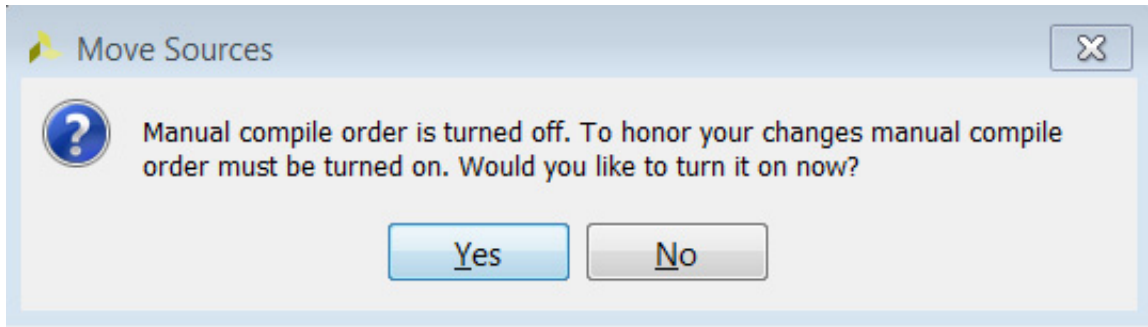 Move Sources
Manual compile order is turned off. To honor your changes manual compile
order must be turned on. Would you like to turn it on now?
Yes No